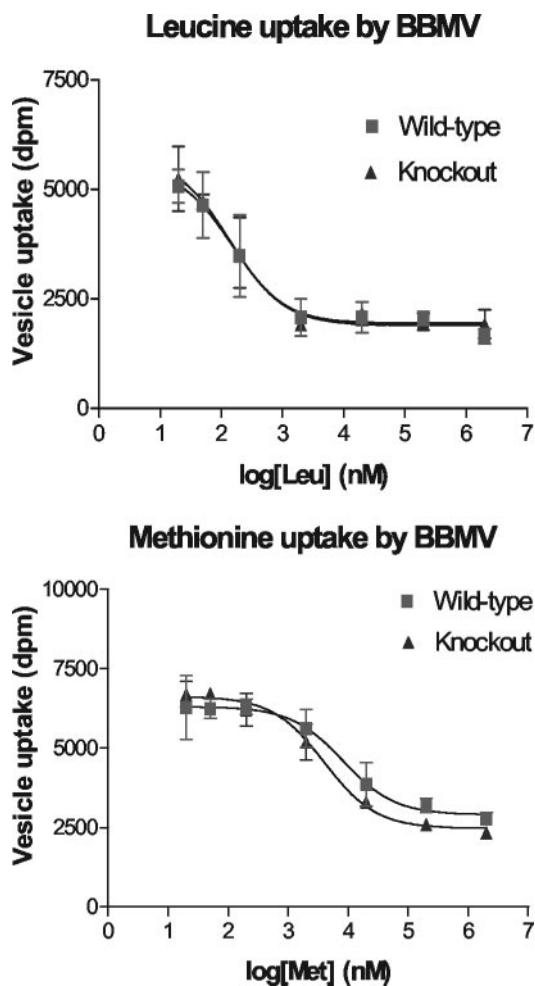 Leucine uptake by BBMV
7500
5000
2500
0
Vesicle uptake (dpm)
Wild-type
Knockout
0 1 2 3 4 5 6 7
log[Leu] (nM)
Methionine uptake by BBMV
10000
7500
5000
2500
0
Vesicle uptake (dpm)
Wild-type
Knockout
0 1 2 3 4 5 6 7
log[Met] (nM)